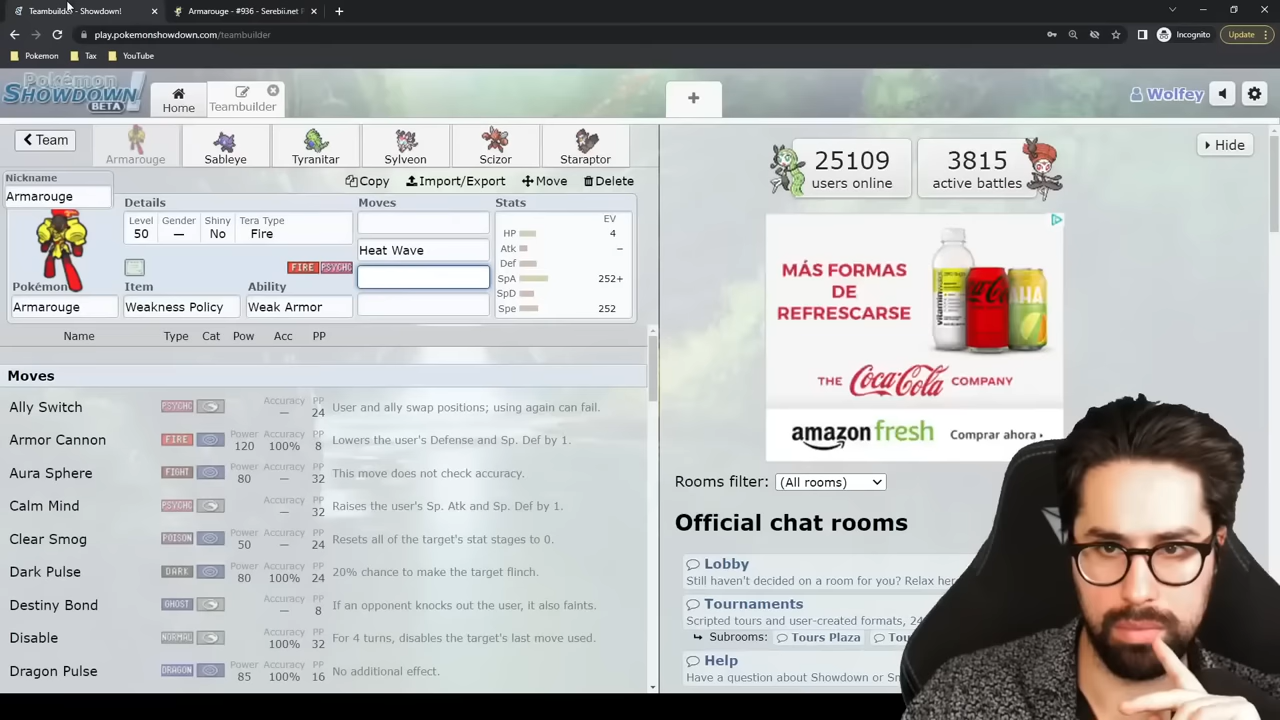 Teambuilder - Showdown!
Armarouge - #936 - Serebii.net
play.pokemonshowdown.com/teambuilder
Incognito
Update
Pokemon
Tax
YouTube
Pokémon
SHOWDOWN!
BETA
Home
Teambuilder
Wolfey
Team
Armarouge
Sableye
Tyranitar
Sylveon
Scizor
Staraptor
Copy
Import/Export
Move
Delete
Nickname
Armarouge
Details
Level
Gender
Shiny
Tera Type
50
—
No
Fire
FIRE
PSYCHC
Pokémon
Armarouge
Item
Weakness Policy
Ability
Weak Armor
Moves
Heat Wave
Stats
EV
HP 4
Atk –
Def
SpA 252+
SpD
Spe 252
Name Type Cat Pow Acc PP
Moves
Ally Switch PSYCHC Accuracy — PP 24 User and ally swap positions; using again can fail.
Armor Cannon FIRE Power 120 Accuracy 100% PP 8 Lowers the user's Defense and Sp. Def by 1.
Aura Sphere FIGHT Power 80 Accuracy — PP 32 This move does not check accuracy.
Calm Mind PSYCHC Accuracy — PP 32 Raises the user's Sp. Atk and Sp. Def by 1.
Clear Smog POISON Power 50 Accuracy — PP 24 Resets all of the target's stat stages to 0.
Dark Pulse DARK Power 80 Accuracy 100% PP 24 20% chance to make the target flinch.
Destiny Bond GHOST Accuracy — PP 8 If an opponent knocks out the user, it also faints.
Disable NORMAL Accuracy 100% PP 32 For 4 turns, disables the target's last move used.
Dragon Pulse DRAGON Power 85 Accuracy 100% PP 16 No additional effect.
25109
users online
3815
active battles
Hide
MÁS FORMAS
DE
REFRESCARSE
THE Coca-Cola COMPANY
amazon fresh
Comprar ahora
Rooms filter: (All rooms)
Official chat rooms
Lobby
Still haven't decided on a room for you? Relax here
Tournaments
Scripted tours and user-created formats, 24
Subrooms: Tours Plaza
Help
Have a question about Showdown or